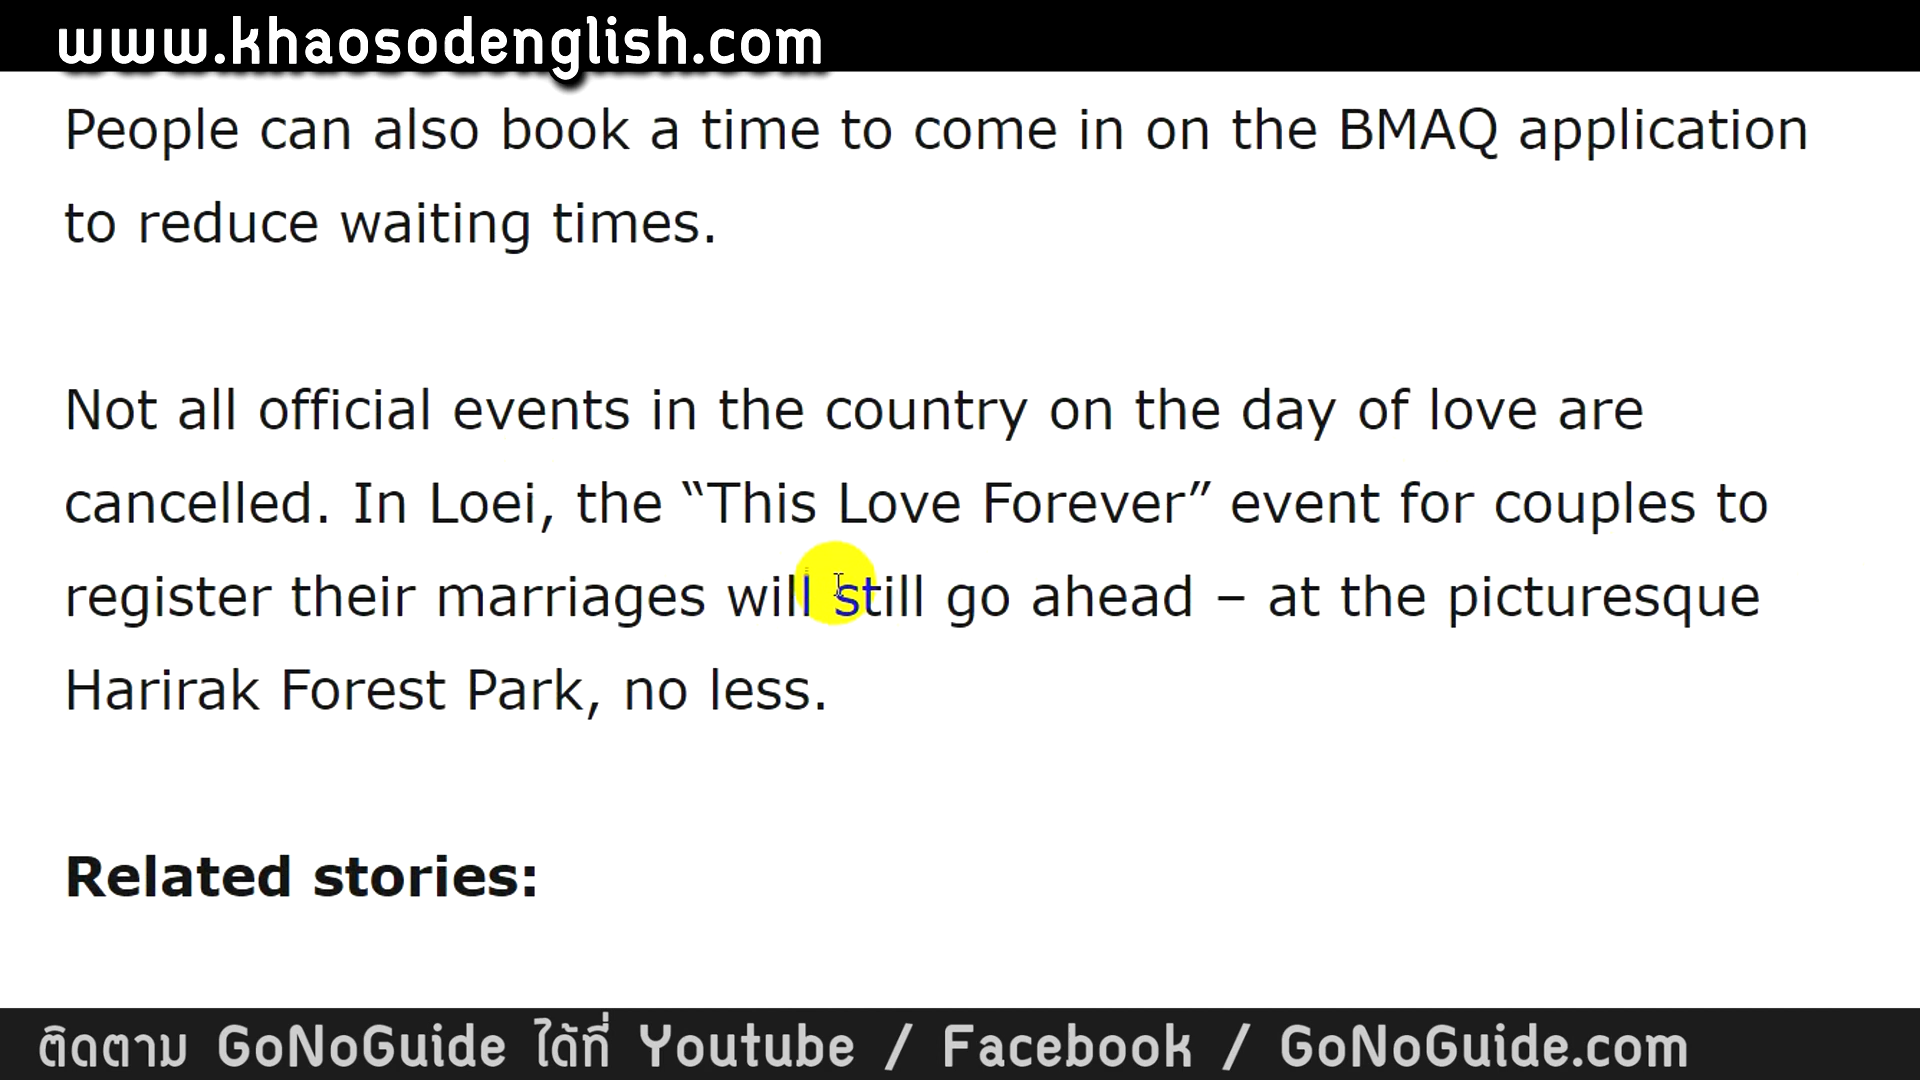 www.khaosodenglish.com
People can also book a time to come in on the BMAQ application
to reduce waiting times.
Not all official events in the country on the day of love are
cancelled. In Loei, the “This Love Forever” event for couples to
register their marriages will still go ahead – at the picturesque
Harirak Forest Park, no less.
Related stories:
ติดตาม GoNoGuide ได้ที่ Youtube / Facebook / GoNoGuide.com